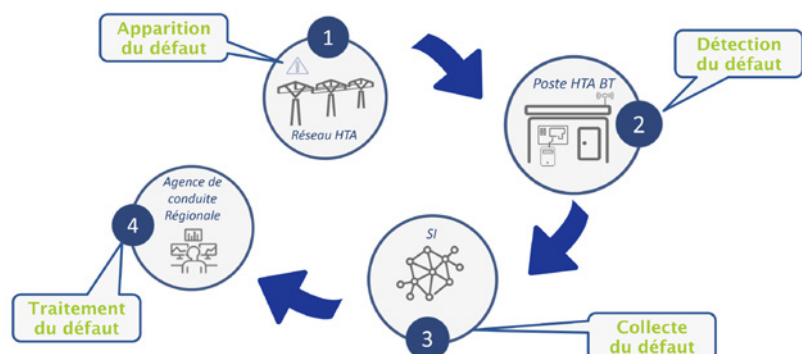 Apparition
du défaut
1
Réseau HTA
Poste HTA BT
2
Détection
du défaut
SI
3
Collecte
du défaut
Agence de
conduite
Régionale
4
Traitement
du défaut